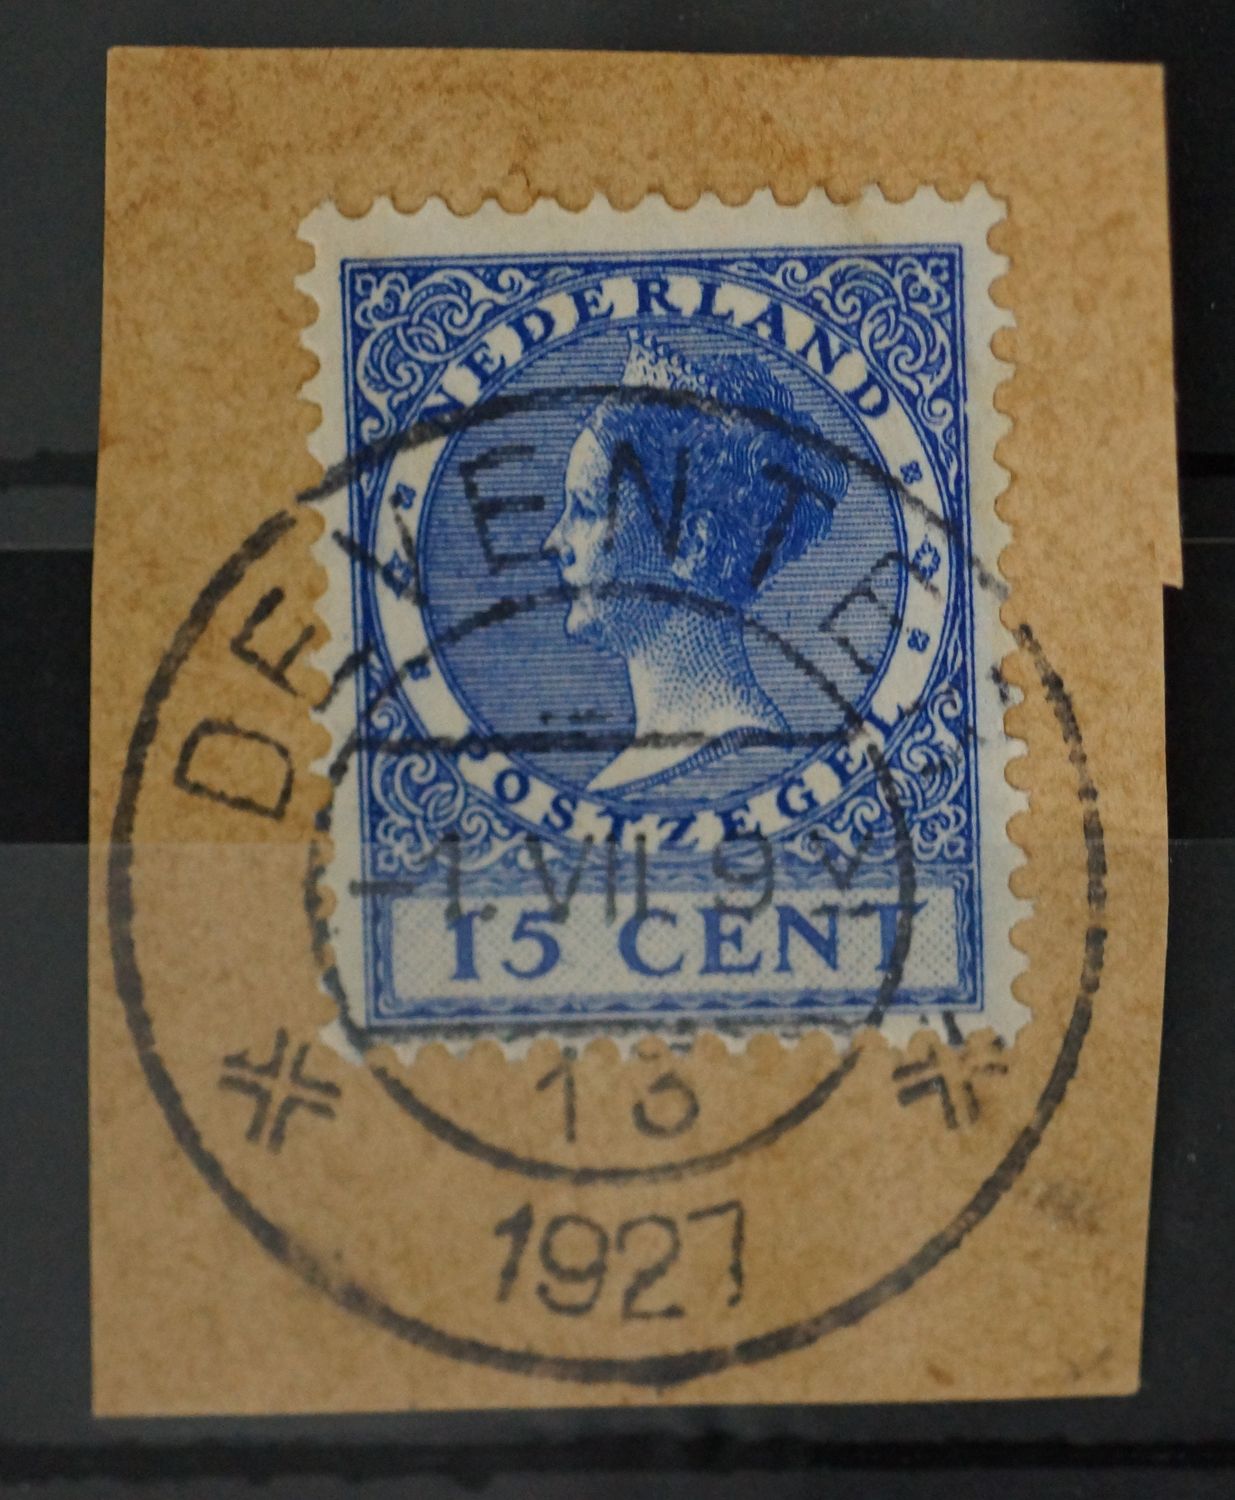 NEDERLAND
POSTZEGEL
15 CENT
DEVENTER
-1.VII.9 V
13
1927